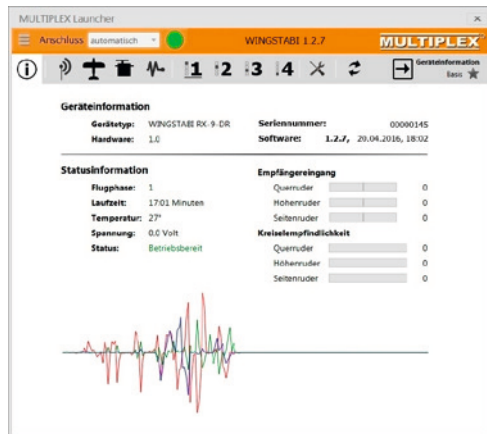 MULTIPLEX Launcher
Anschluss automatisch WINGSTABI 1.2.7 MULTIPLEX
1 2 3 4 Geräteinformation
Basis
Geräteinformation
Gerätetyp: WINGSTABI RX-9-DR Seriennummer: 00000145
Hardware: 1.0 Software: 1.2.7, 20.04.2016, 18:02
Statusinformation Empfängereingang
Flugphase: 1 Querruder 0
Laufzeit: 17:01 Minuten Höhenruder 0
Temperatur: 27° Seitenruder 0
Spannung: 0.0 Volt Kreiselempfindlichkeit
Status: Betriebsbereit Querruder 0
Höhenruder 0
Seitenruder 0